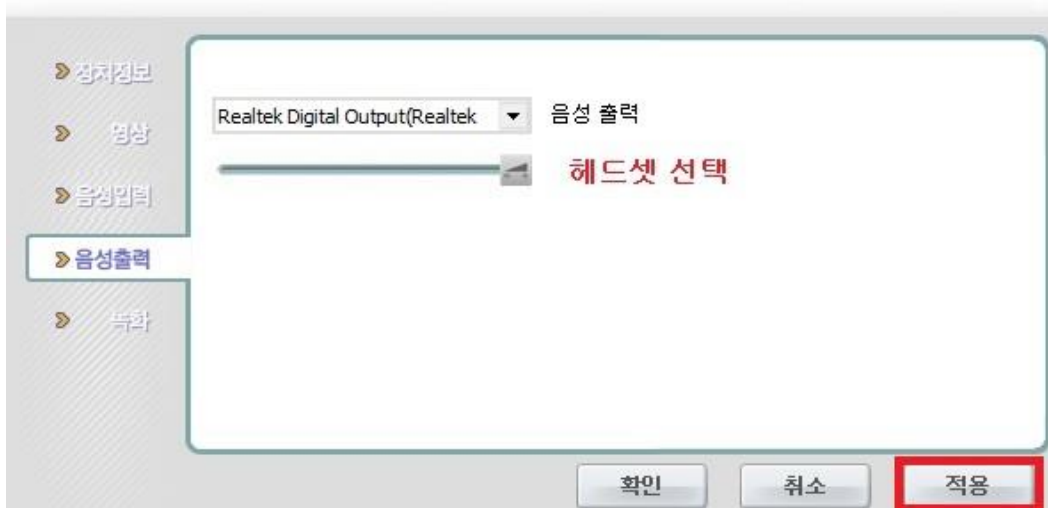 장치정보
영상
음성입력
음성출력
녹화
Realtek Digital Output(Realtek
음성 출력
헤드셋 선택
확인
취소
적용